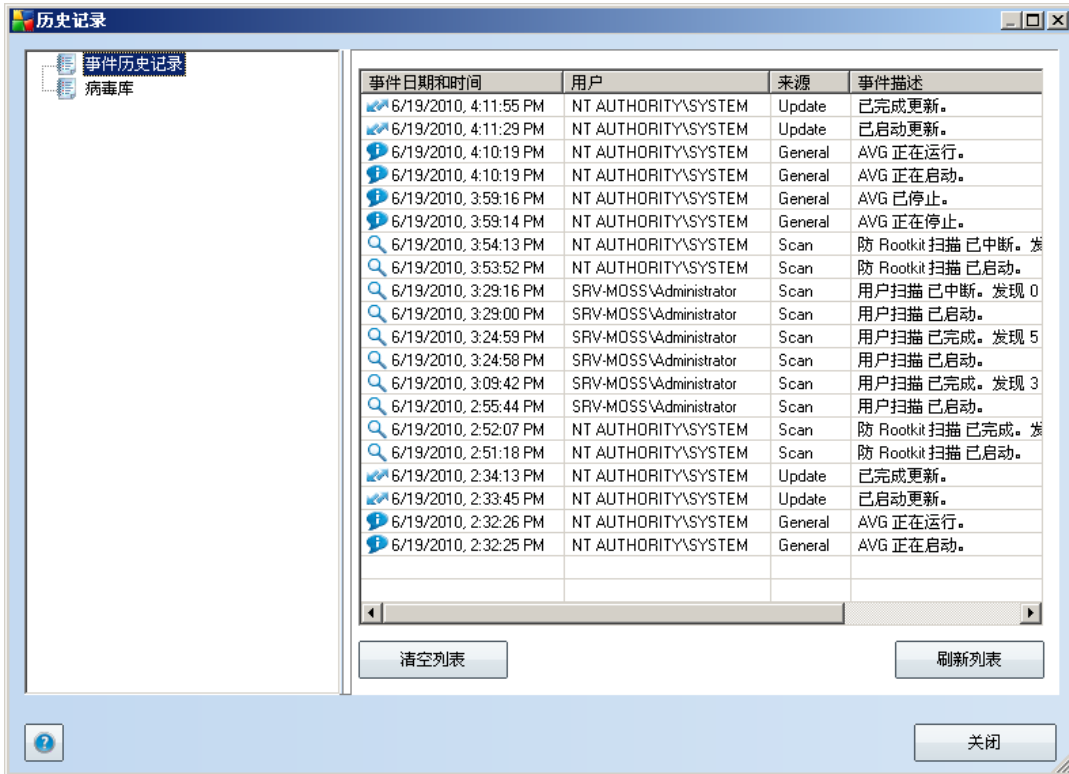 历史记录
事件历史记录
病毒库
事件日期和时间 用户 来源 事件描述
6/19/2010, 4:11:55 PM NT AUTHORITY\SYSTEM Update 已完成更新。
6/19/2010, 4:11:29 PM NT AUTHORITY\SYSTEM Update 已启动更新。
6/19/2010, 4:10:19 PM NT AUTHORITY\SYSTEM General AVG 正在运行。
6/19/2010, 4:10:19 PM NT AUTHORITY\SYSTEM General AVG 正在启动。
6/19/2010, 3:59:16 PM NT AUTHORITY\SYSTEM General AVG 已停止。
6/19/2010, 3:59:14 PM NT AUTHORITY\SYSTEM General AVG 正在停止。
6/19/2010, 3:54:13 PM NT AUTHORITY\SYSTEM Scan 防 Rootkit 扫描 已中断。发
6/19/2010, 3:53:52 PM NT AUTHORITY\SYSTEM Scan 防 Rootkit 扫描 已启动。
6/19/2010, 3:29:16 PM SRV-MOSS\Administrator Scan 用户扫描 已中断。发现 0
6/19/2010, 3:29:00 PM SRV-MOSS\Administrator Scan 用户扫描 已启动。
6/19/2010, 3:24:59 PM SRV-MOSS\Administrator Scan 用户扫描 已完成。发现 5
6/19/2010, 3:24:58 PM SRV-MOSS\Administrator Scan 用户扫描 已启动。
6/19/2010, 3:09:42 PM SRV-MOSS\Administrator Scan 用户扫描 已完成。发现 3
6/19/2010, 2:55:44 PM SRV-MOSS\Administrator Scan 用户扫描 已启动。
6/19/2010, 2:52:07 PM NT AUTHORITY\SYSTEM Scan 防 Rootkit 扫描 已完成。发
6/19/2010, 2:51:18 PM NT AUTHORITY\SYSTEM Scan 防 Rootkit 扫描 已启动。
6/19/2010, 2:34:13 PM NT AUTHORITY\SYSTEM Update 已完成更新。
6/19/2010, 2:33:45 PM NT AUTHORITY\SYSTEM Update 已启动更新。
6/19/2010, 2:32:26 PM NT AUTHORITY\SYSTEM General AVG 正在运行。
6/19/2010, 2:32:25 PM NT AUTHORITY\SYSTEM General AVG 正在启动。
清空列表 刷新列表
关闭